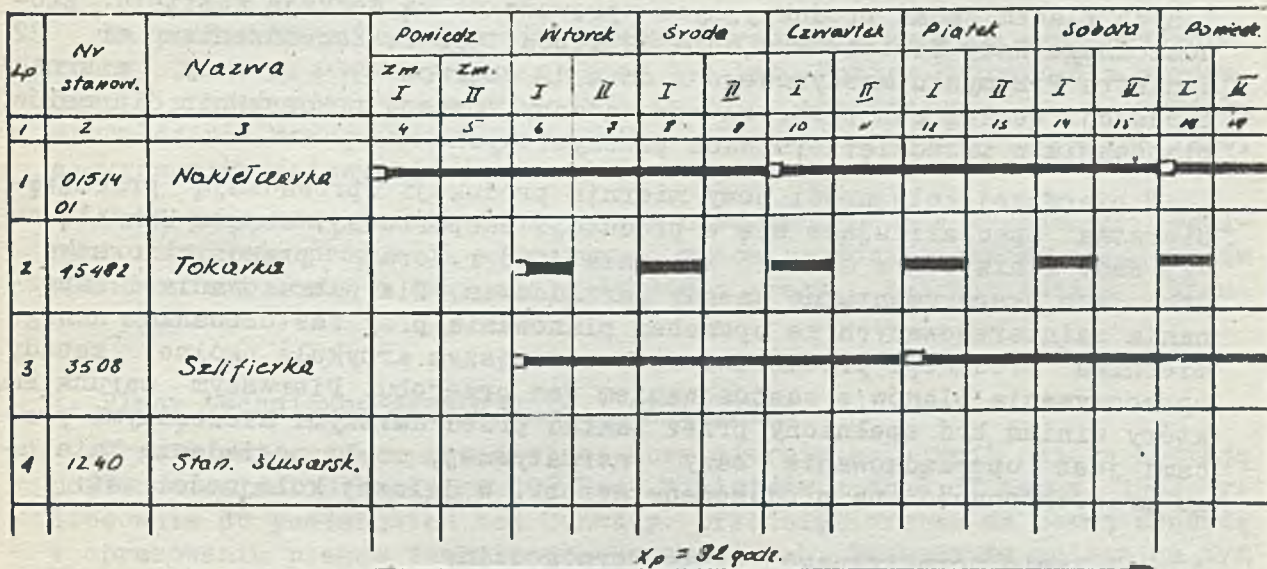 Poniedz. Wtorek Środa Czwartek Piątek Sobota Poniedz.
Lp Nr stanow. Nazwa zm. I zm. II I II I II I II I II I II I II
1 2 3 4 5 6 7 8 9 10 11 12 13 14 15
1 01514 Nakiełczarka
01
2 15482 Tokarka
3 3508 Szlifierka
4 1240 Stan. ślusarsk.
Xp = 92 godz.